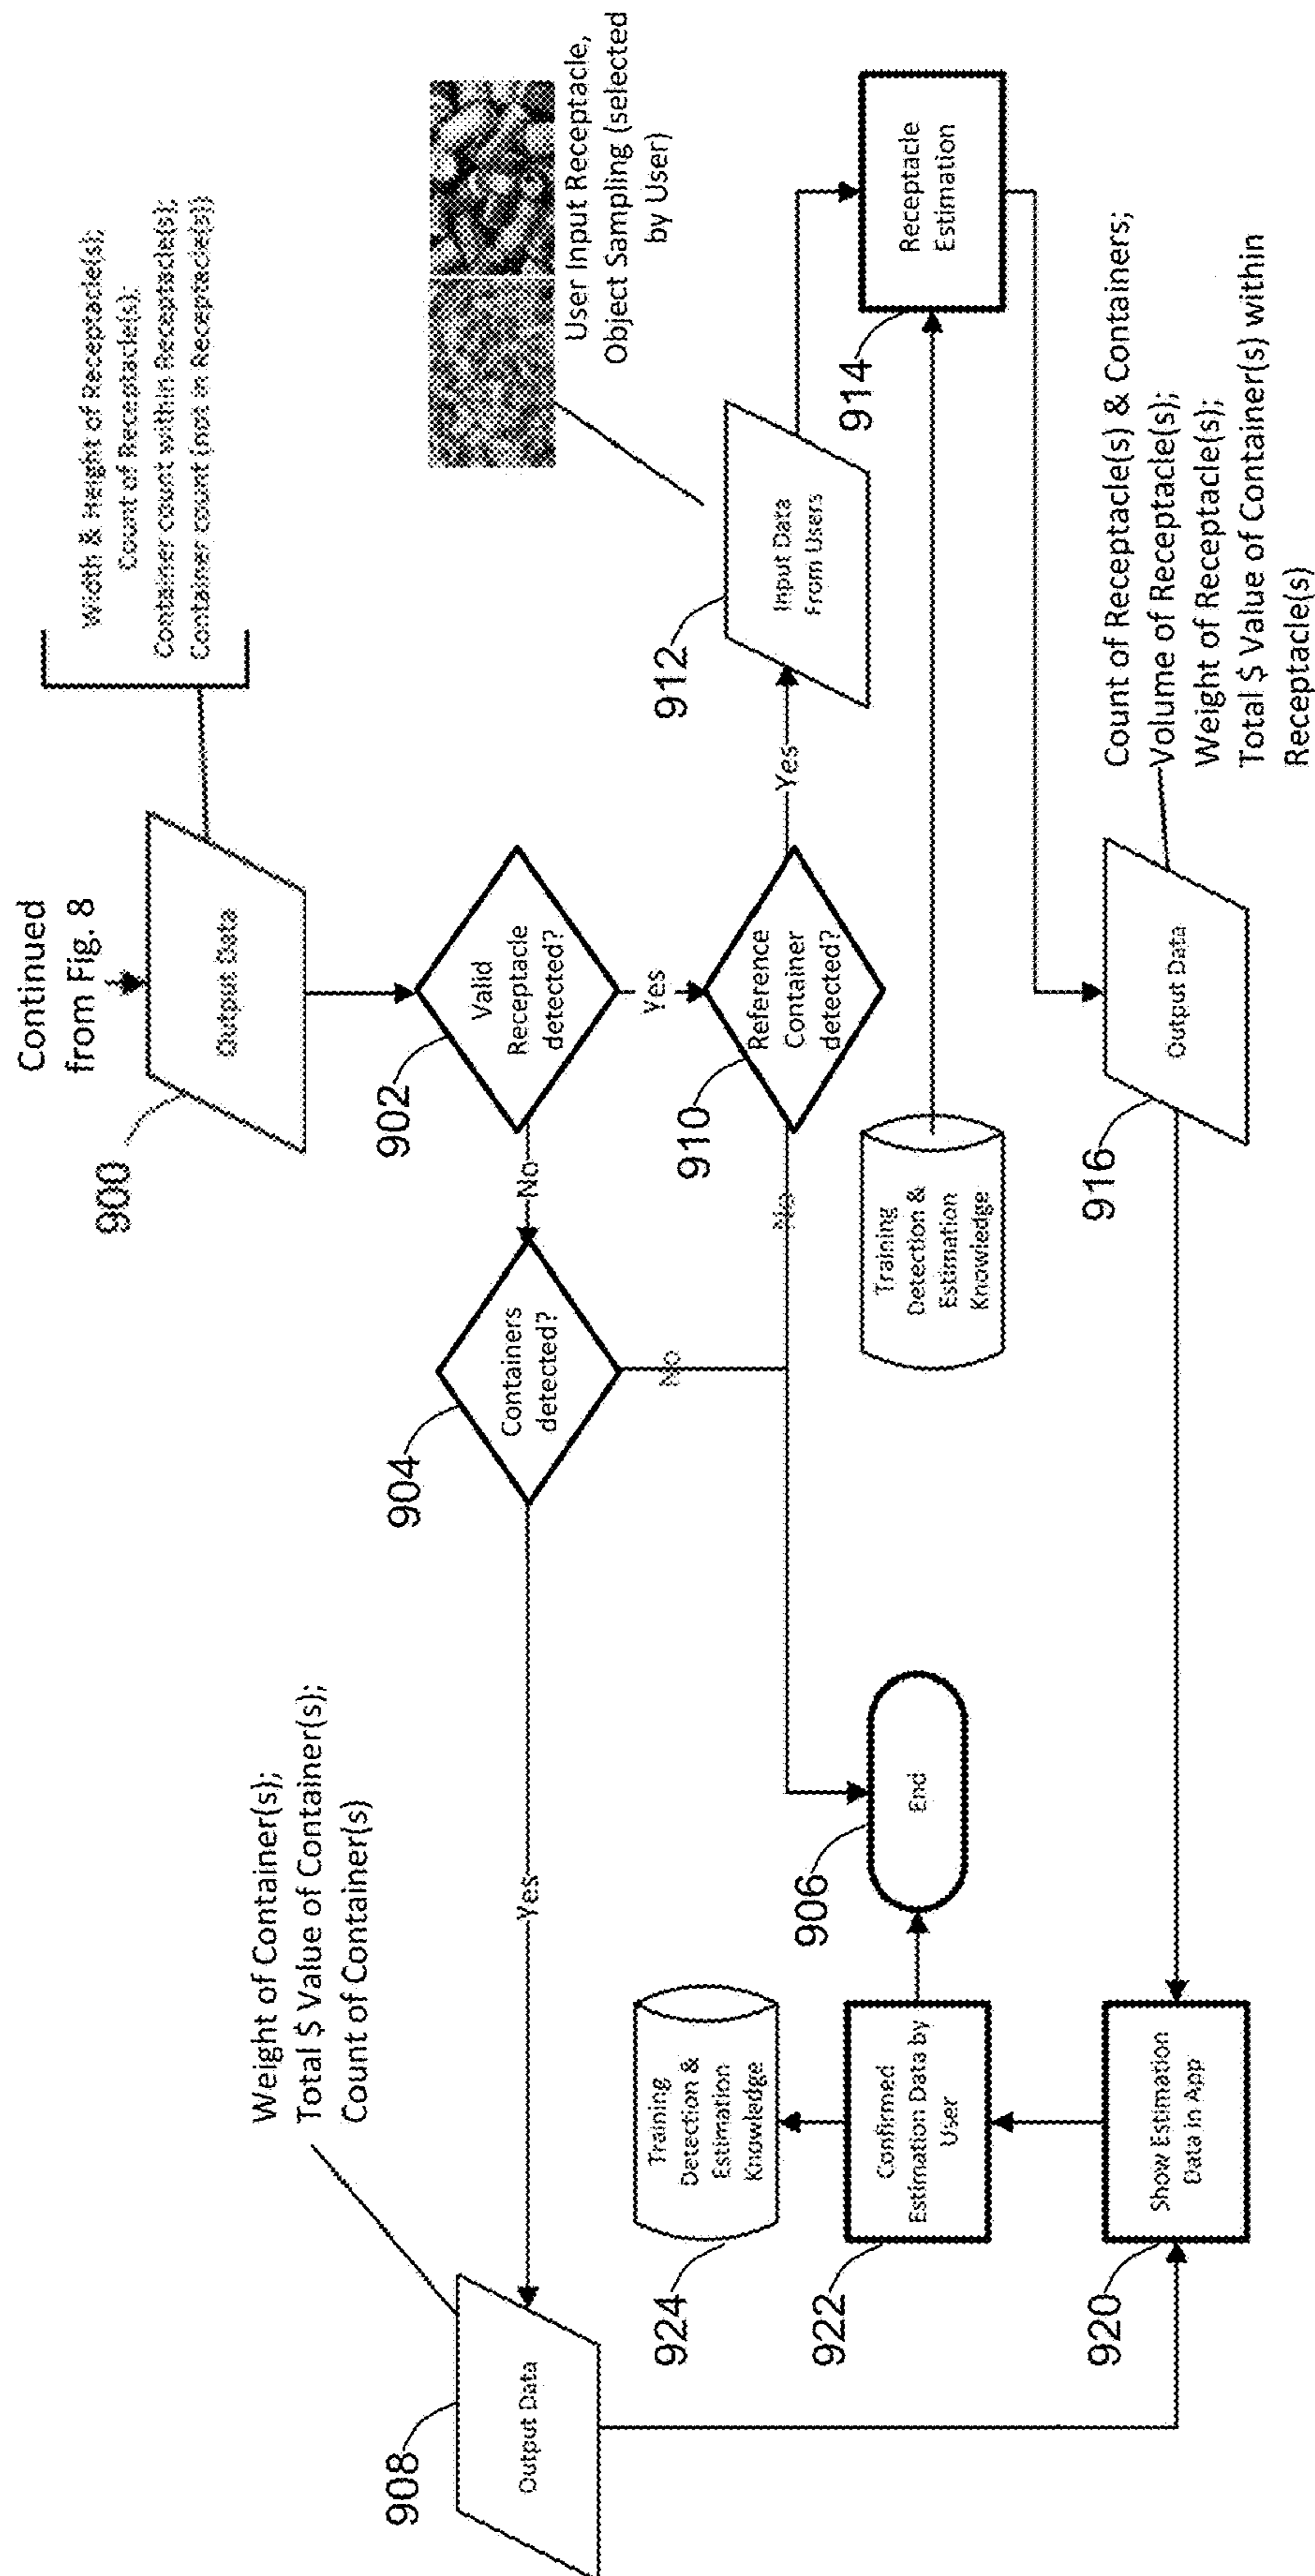 Continued
from Fig. 8
900
Output Data
Width & Height of Receptacle(s);
Count of Receptacle(s);
Container count within Receptacle(s);
Container count (not in Receptacle(s))
902
Valid
Receptacle
detected?
No
Yes
904
Containers
detected?
No
Yes
908
Output Data
Weight of Container(s);
Total $ Value of Container(s);
Count of Container(s)
910
Reference
Container
detected?
No
Yes
912
Input Data
From Users
User Input Receptacle,
Object Sampling (selected
by User)
914
Receptacle
Estimation
Training
Detection &
Estimation
Knowledge
916
Output Data
Count of Receptacle(s) & Containers;
Volume of Receptacle(s);
Weight of Receptacle(s);
Total $ Value of Container(s) within
Receptacle(s)
906
End
924
Training
Detection &
Estimation
Knowledge
922
Confirmed
Estimation Data by
User
920
Show Estimation
Data in App